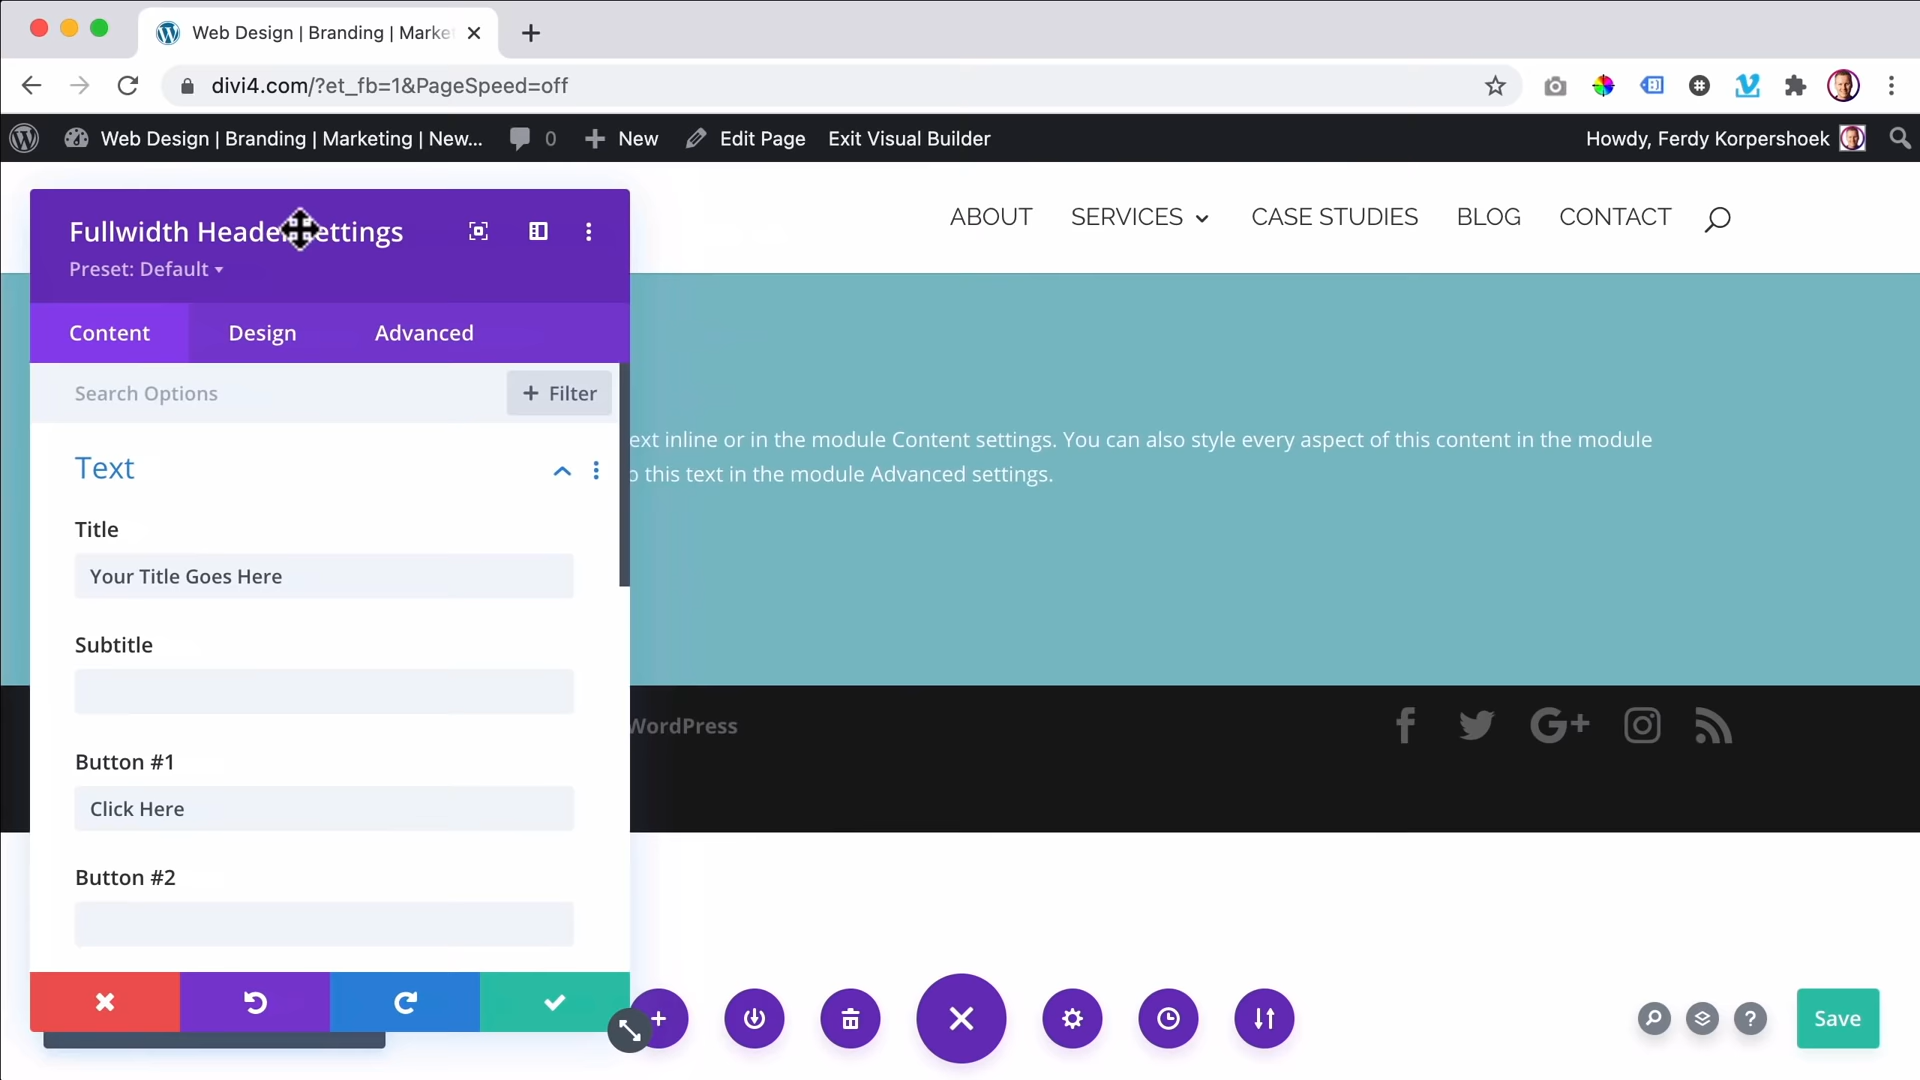 Web Design | Branding | Marke
divi4.com/?et_fb=1&PageSpeed=off
Web Design | Branding | Marketing | New... 0 New Edit Page Exit Visual Builder Howdy, Ferdy Korpershoek
ABOUT SERVICES CASE STUDIES BLOG CONTACT
Fullwidth Header Settings
Preset: Default
Content Design Advanced
Search Options + Filter
ext inline or in the module Content settings. You can also style every aspect of this content in the module
o this text in the module Advanced settings.
Text
Title
Your Title Goes Here
Subtitle
WordPress
Button #1
Click Here
Button #2
Save